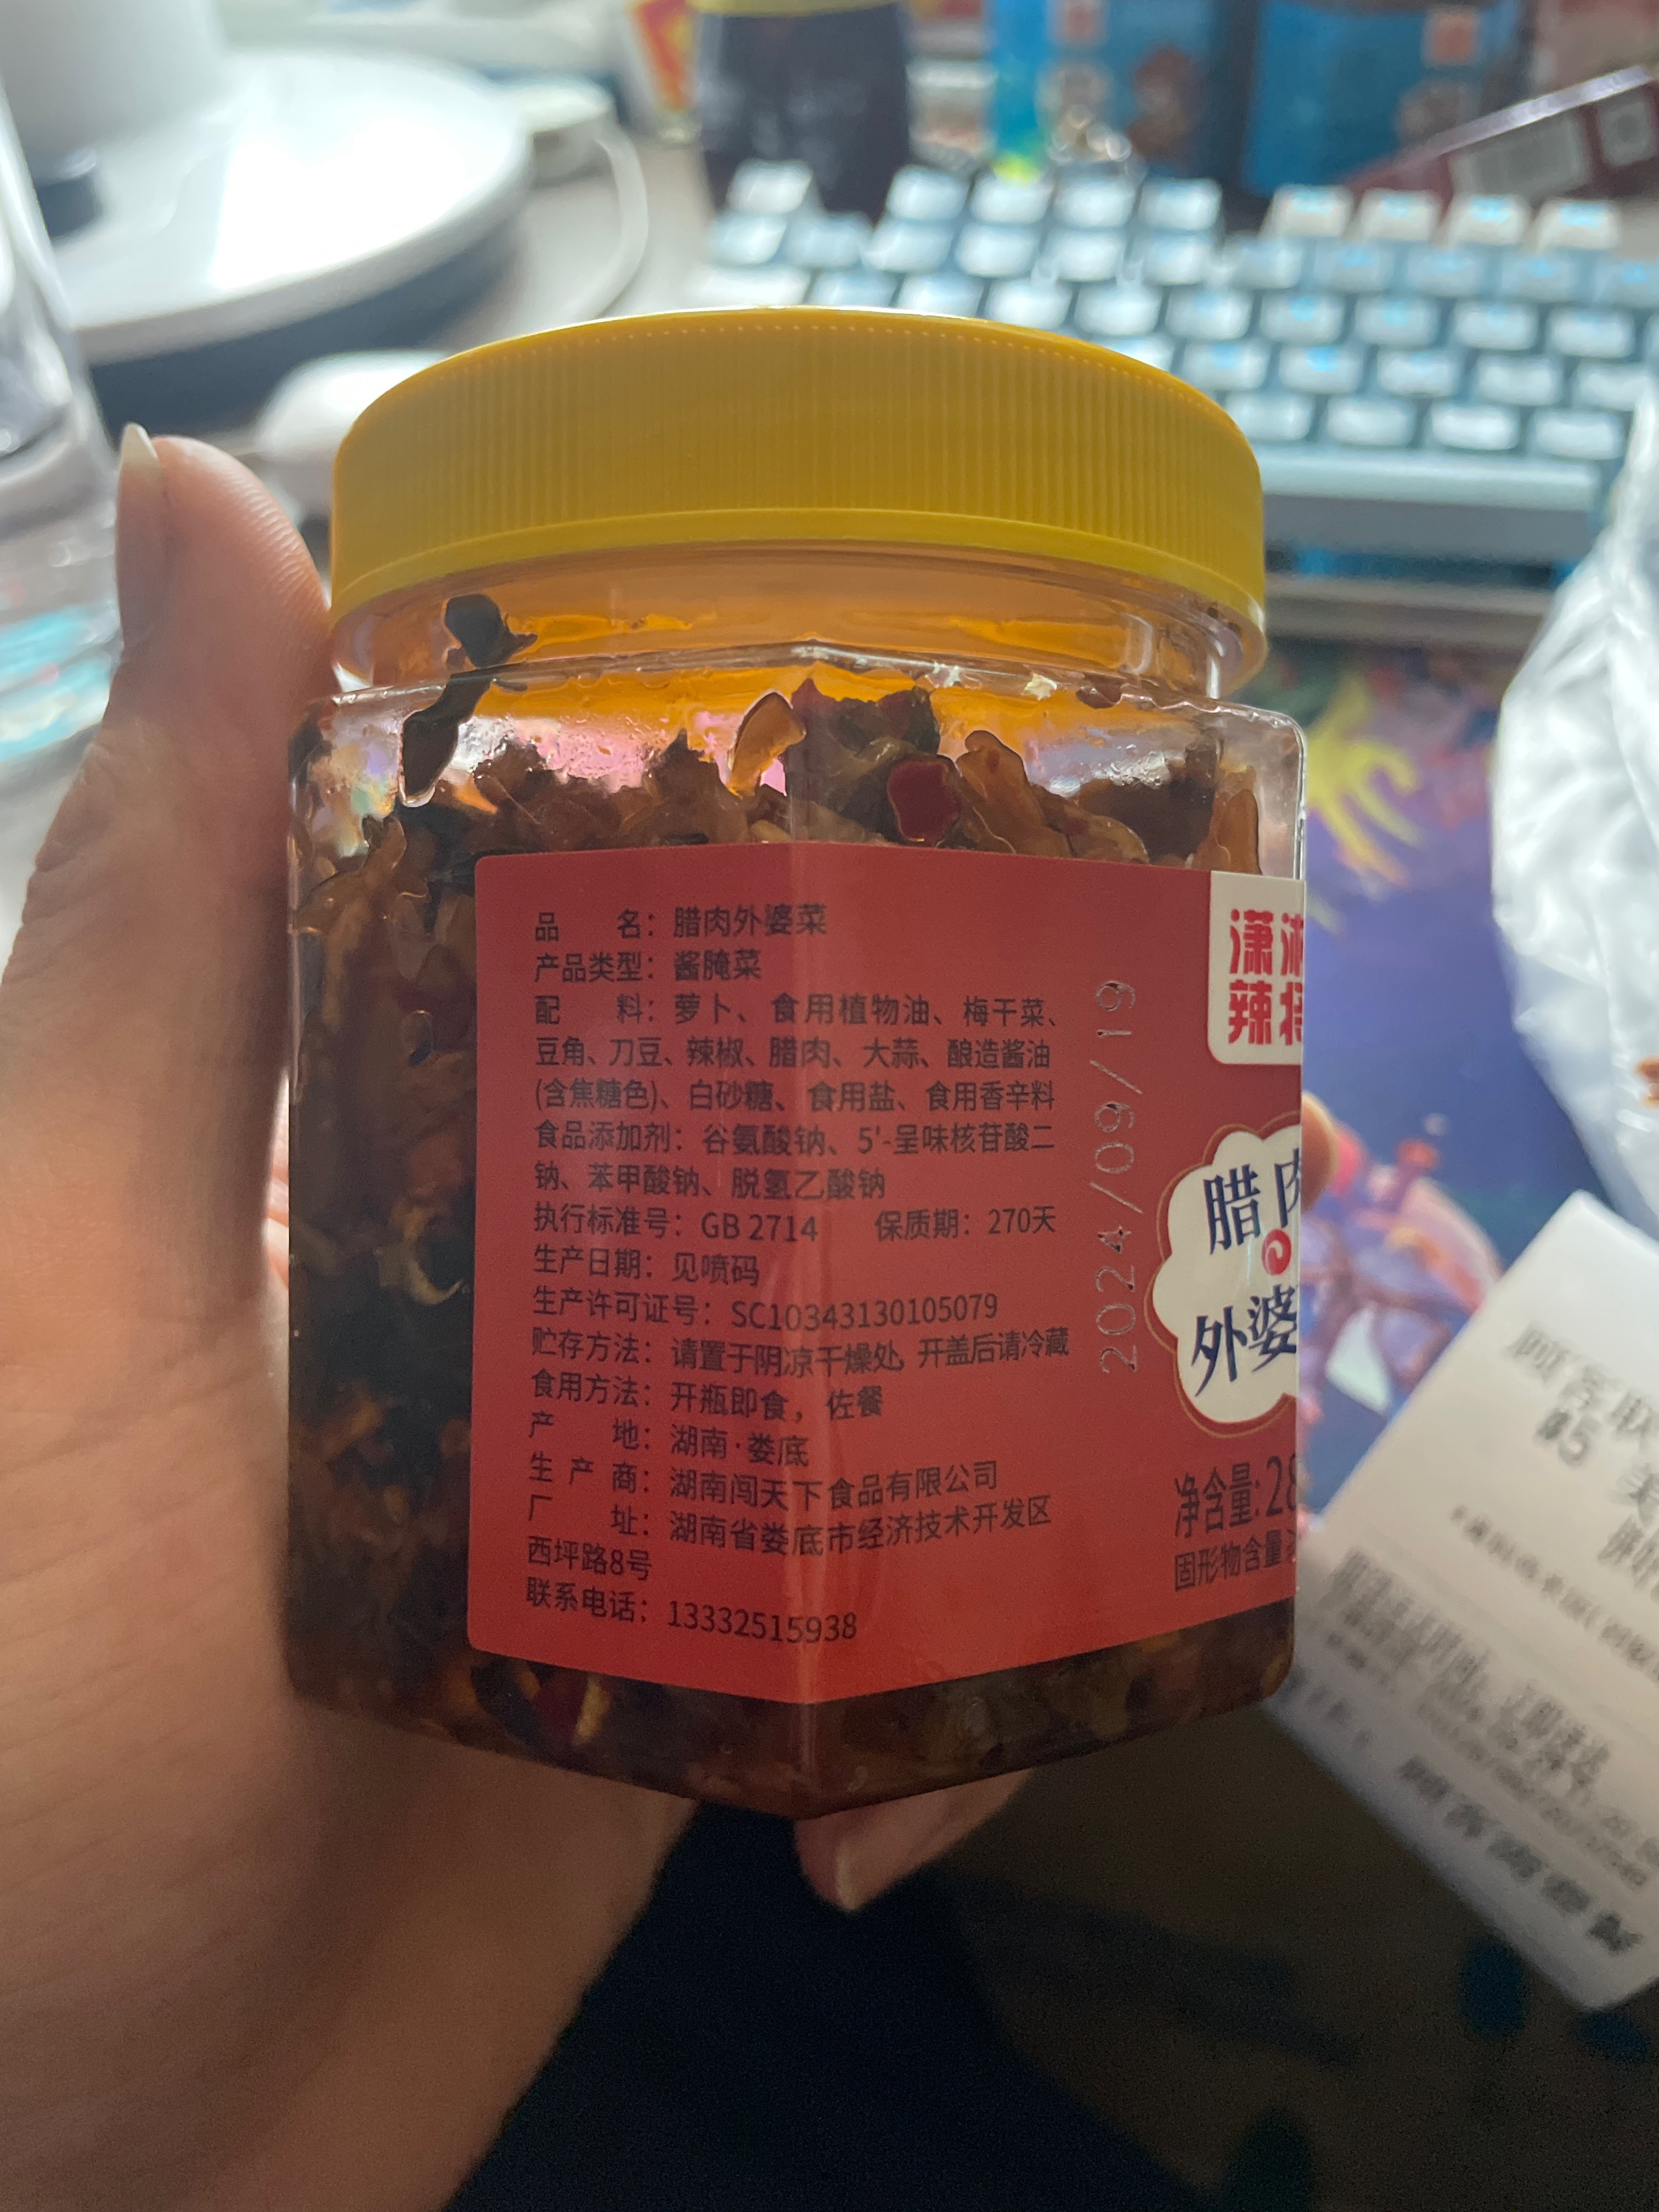 品 名：腊肉外婆菜
产品类型：酱腌菜
配 料：萝卜、食用植物油、梅干菜、
豆角、刀豆、辣椒、腊肉、大蒜、酿造酱油
(含焦糖色)、白砂糖、食用盐、食用香辛料
食品添加剂：谷氨酸钠、5'-呈味核苷酸二
钠、苯甲酸钠、脱氢乙酸钠
执行标准号：GB 2714 保质期：270天
生产日期：见喷码
生产许可证号：SC10343130105079
贮存方法：请置于阴凉干燥处，开盖后请冷藏
食用方法：开瓶即食，佐餐
产 地：湖南·娄底
生 产 商：湖南闯天下食品有限公司
厂 址：湖南省娄底市经济技术开发区
西坪路8号
联系电话：13332515938
2024/09/19
潇
辣
腊肉
外婆
净含量:28
固形物含量
顾客联
#5 美